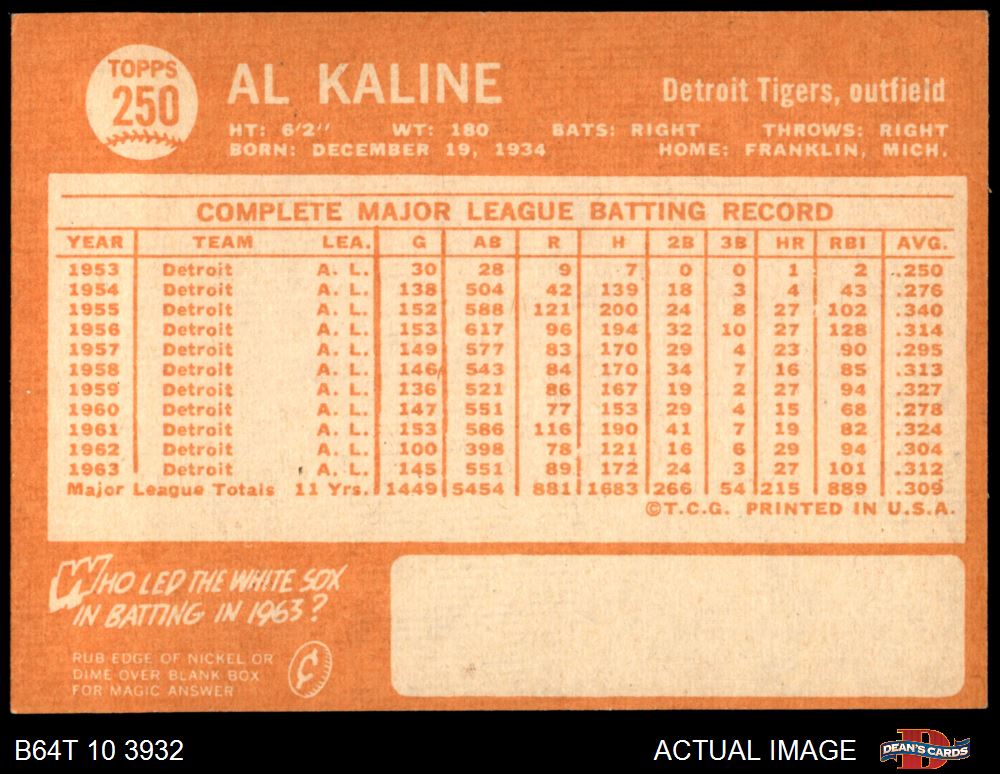 TOPPS
250
AL KALINE
Detroit Tigers, outfield
HT: 6'2" WT: 180 BATS: RIGHT THROWS: RIGHT
BORN: DECEMBER 19, 1934 HOME: FRANKLIN, MICH.
COMPLETE MAJOR LEAGUE BATTING RECORD
YEAR TEAM LEA. G AB R H 2B 3B HR RBI AVG.
1953 Detroit A. L. 30 28 9 7 0 0 1 2 .250
1954 Detroit A. L. 138 504 42 139 18 3 4 43 .276
1955 Detroit A. L. 152 588 121 200 24 8 27 102 .340
1956 Detroit A. L. 153 617 96 194 32 10 27 128 .314
1957 Detroit A. L. 149 577 83 170 29 4 23 90 .295
1958 Detroit A. L. 146 543 84 170 34 7 16 85 .313
1959 Detroit A. L. 136 521 86 167 19 2 27 94 .327
1960 Detroit A. L. 147 551 77 153 29 4 15 68 .278
1961 Detroit A. L. 153 586 116 190 41 7 19 82 .324
1962 Detroit A. L. 100 398 78 121 16 6 29 94 .304
1963 Detroit A. L. 145 551 89 172 24 3 27 101 .312
Major League Totals 11 Yrs. 1449 5454 881 1683 266 54 215 889 .309
©T.C.G. PRINTED IN U.S.A.
WHO LED THE WHITE SOX
IN BATTING IN 1963?
RUB EDGE OF NICKEL OR
DIME OVER BLANK BOX
FOR MAGIC ANSWER
¢
B64T 10 3932
ACTUAL IMAGE
DEAN'S CARDS